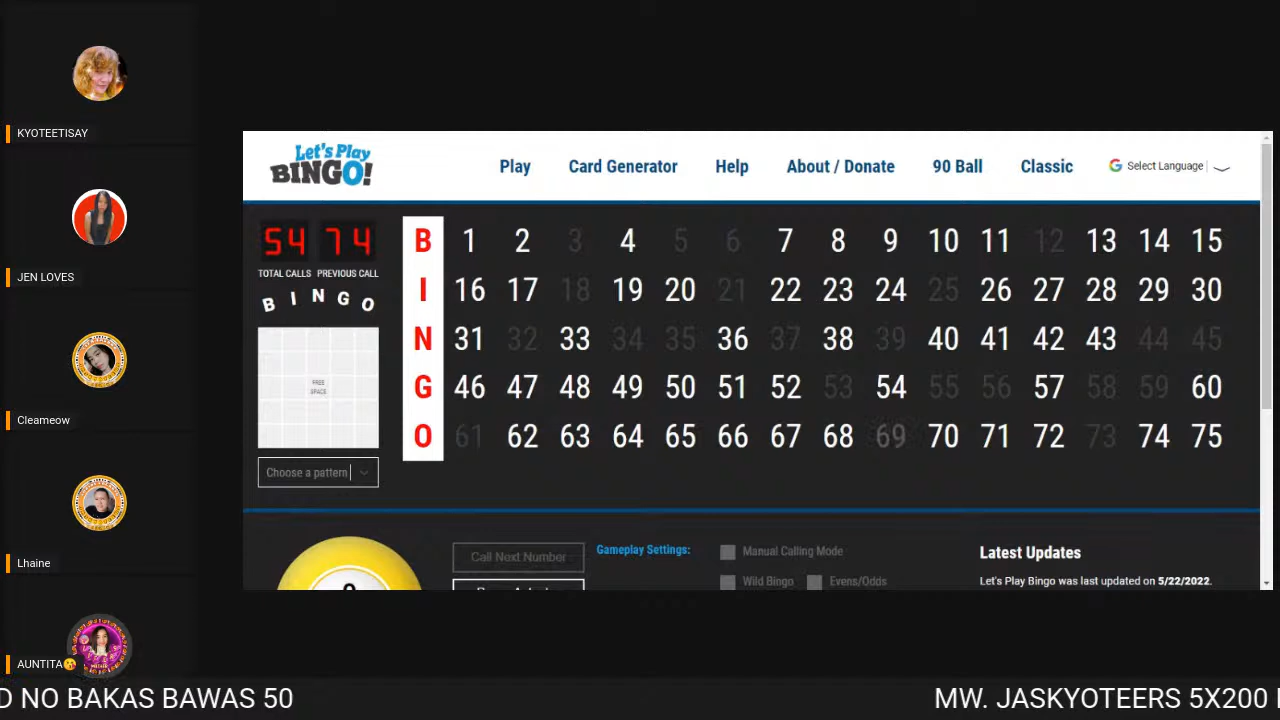 KYOTEETISAY
JEN LOVES
Cleameow
Lhaine
AUNTITA😘
Let's Play
BINGO!
Play Card Generator Help About / Donate 90 Ball Classic Select Language
54 74
TOTAL CALLS PREVIOUS CALL
B I N G O
FREE
SPACE
Choose a pattern
B 1 2 3 4 5 6 7 8 9 10 11 12 13 14 15
I 16 17 18 19 20 21 22 23 24 25 26 27 28 29 30
N 31 32 33 34 35 36 37 38 39 40 41 42 43 44 45
G 46 47 48 49 50 51 52 53 54 55 56 57 58 59 60
O 61 62 63 64 65 66 67 68 69 70 71 72 73 74 75
Call Next Number
Gameplay Settings:
Manual Calling Mode
Wild Bingo Evens/Odds
Latest Updates
Let's Play Bingo was last updated on 5/22/2022.
D NO BAKAS BAWAS 50 MW. JASKYOTEERS 5X200